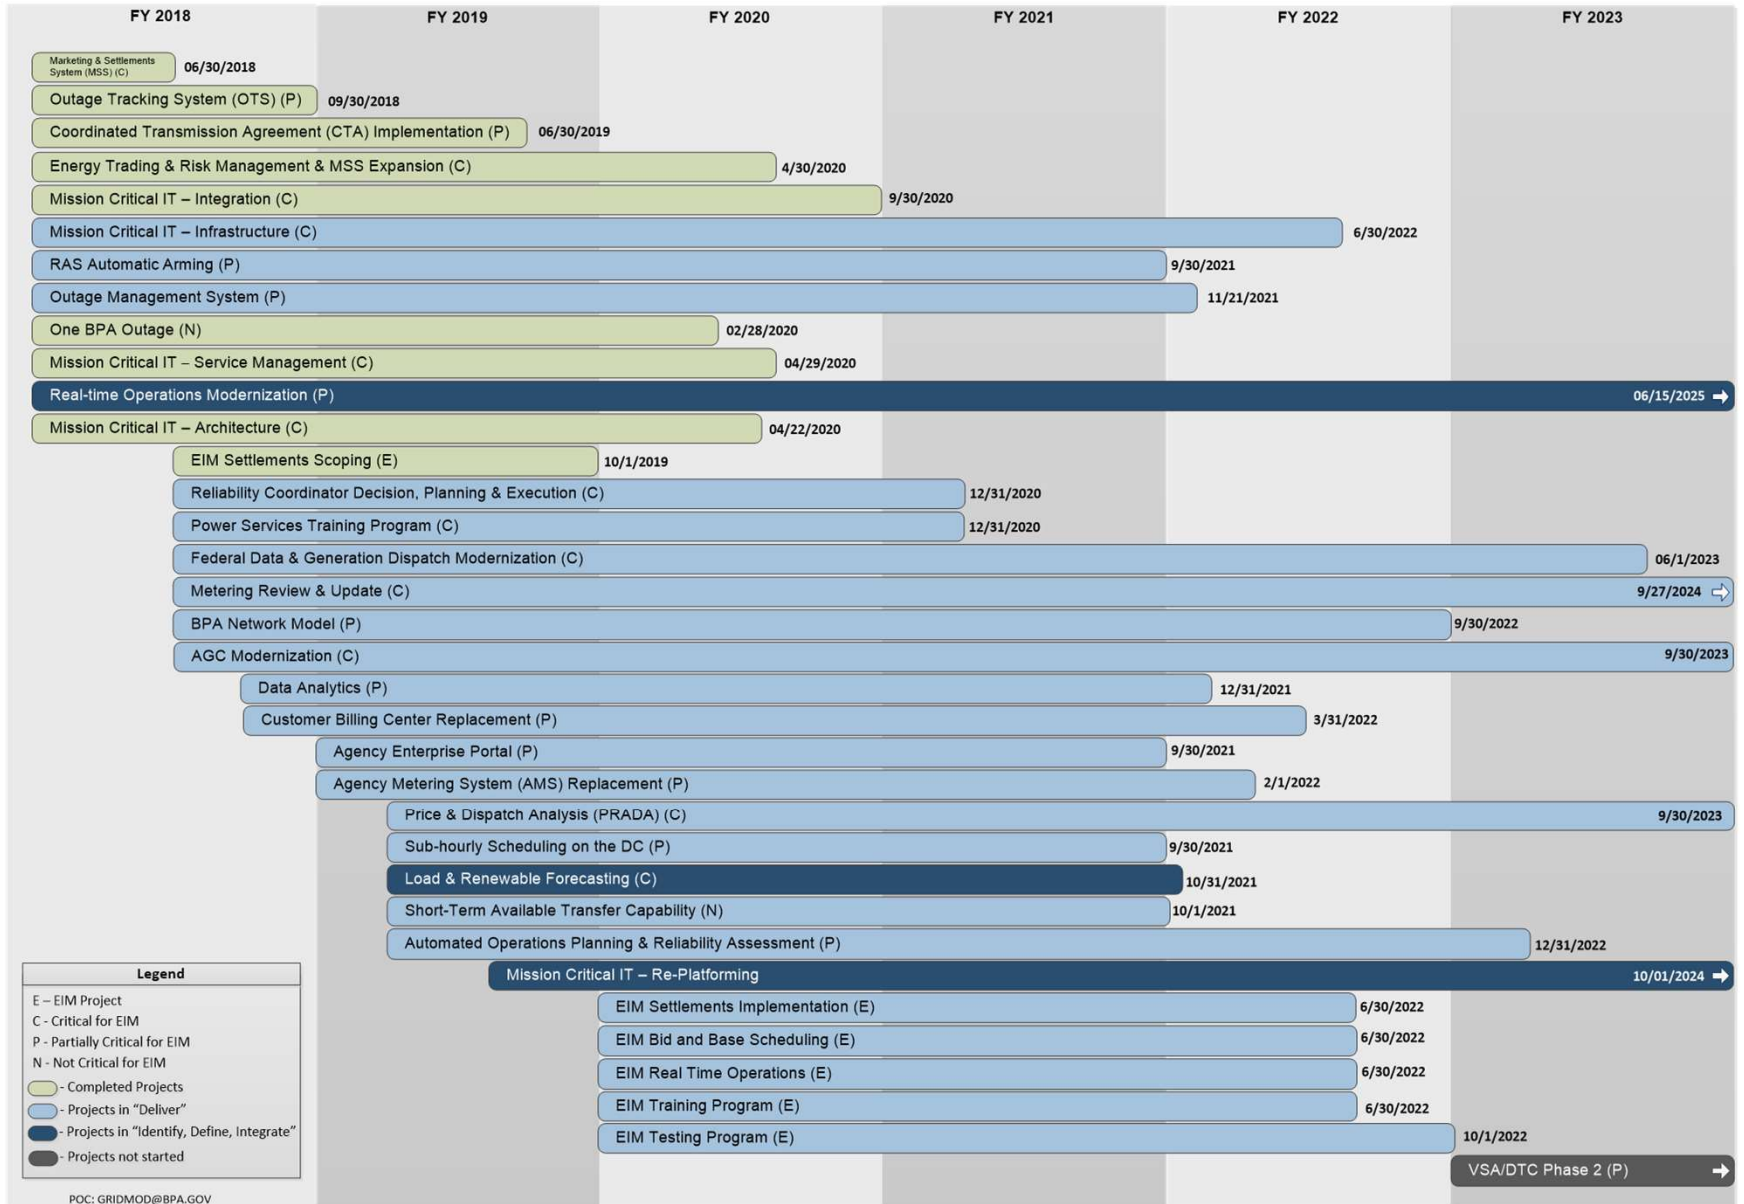 FY 2018 FY 2019 FY 2020 FY 2021 FY 2022 FY 2023
Marketing & Settlements
System (MSS) (C) 06/30/2018
Outage Tracking System (OTS) (P) 09/30/2018
Coordinated Transmission Agreement (CTA) Implementation (P) 06/30/2019
Energy Trading & Risk Management & MSS Expansion (C) 4/30/2020
Mission Critical IT – Integration (C) 9/30/2020
Mission Critical IT – Infrastructure (C) 6/30/2022
RAS Automatic Arming (P) 9/30/2021
Outage Management System (P) 11/21/2021
One BPA Outage (N) 02/28/2020
Mission Critical IT – Service Management (C) 04/29/2020
Real-time Operations Modernization (P) 06/15/2025
Mission Critical IT – Architecture (C) 04/22/2020
EIM Settlements Scoping (E) 10/1/2019
Reliability Coordinator Decision, Planning & Execution (C) 12/31/2020
Power Services Training Program (C) 12/31/2020
Federal Data & Generation Dispatch Modernization (C) 06/1/2023
Metering Review & Update (C) 9/27/2024
BPA Network Model (P) 9/30/2022
AGC Modernization (C) 9/30/2023
Data Analytics (P) 12/31/2021
Customer Billing Center Replacement (P) 3/31/2022
Agency Enterprise Portal (P) 9/30/2021
Agency Metering System (AMS) Replacement (P) 2/1/2022
Price & Dispatch Analysis (PRADA) (C) 9/30/2023
Sub-hourly Scheduling on the DC (P) 9/30/2021
Load & Renewable Forecasting (C) 10/31/2021
Short-Term Available Transfer Capability (N) 10/1/2021
Automated Operations Planning & Reliability Assessment (P) 12/31/2022
Mission Critical IT – Re-Platforming 10/01/2024
EIM Settlements Implementation (E) 6/30/2022
EIM Bid and Base Scheduling (E) 6/30/2022
EIM Real Time Operations (E) 6/30/2022
EIM Training Program (E) 6/30/2022
EIM Testing Program (E) 10/1/2022
VSA/DTC Phase 2 (P)
Legend
E – EIM Project
C - Critical for EIM
P - Partially Critical for EIM
N - Not Critical for EIM
- Completed Projects
- Projects in “Deliver”
- Projects in “Identify, Define, Integrate”
- Projects not started
POC: GRIDMOD@BPA.GOV